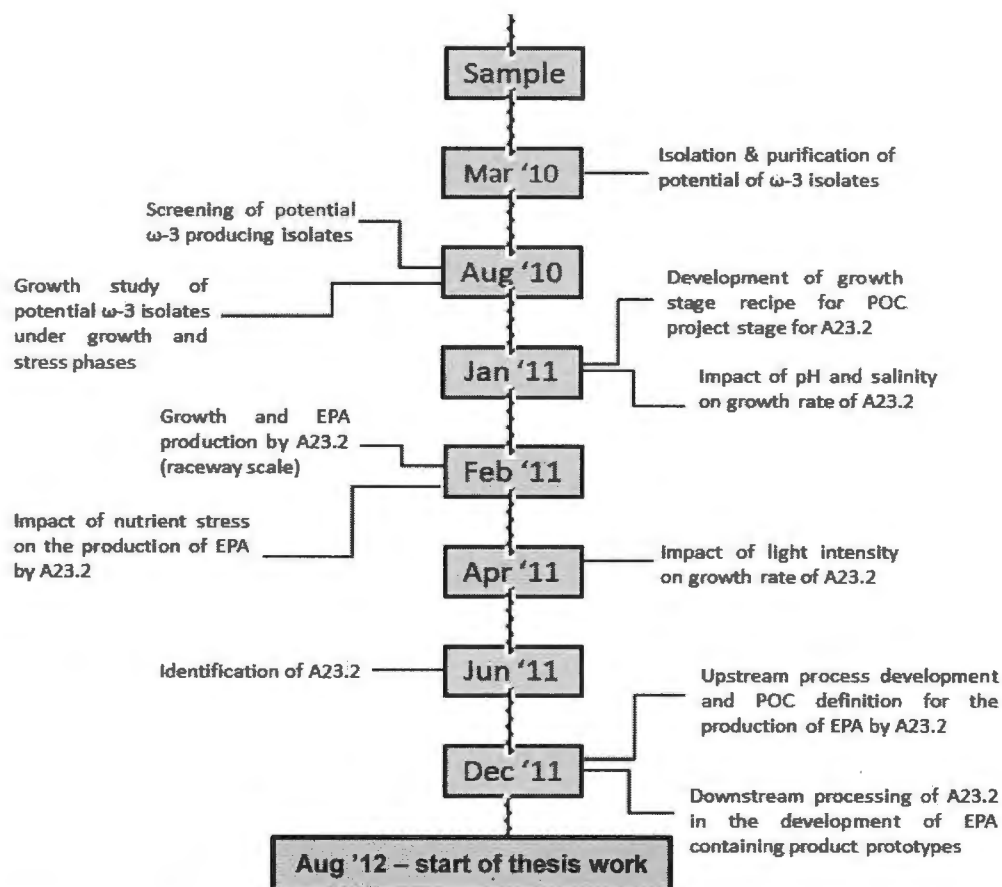 Sample
Mar '10
Isolation & purification of
potential of ω-3 isolates
Screening of potential
ω-3 producing isolates
Aug '10
Growth study of
potential ω-3 isolates
under growth and
stress phases
Development of growth
stage recipe for POC
project stage for A23.2
Jan '11
Impact of pH and salinity
on growth rate of A23.2
Growth and EPA
production by A23.2
(raceway scale)
Feb '11
Impact of nutrient stress
on the production of EPA
by A23.2
Apr '11
Impact of light intensity
on growth rate of A23.2
Identification of A23.2
Jun '11
Upstream process development
and POC definition for the
production of EPA by A23.2
Dec '11
Downstream processing of A23.2
in the development of EPA
containing product prototypes
Aug '12 – start of thesis work